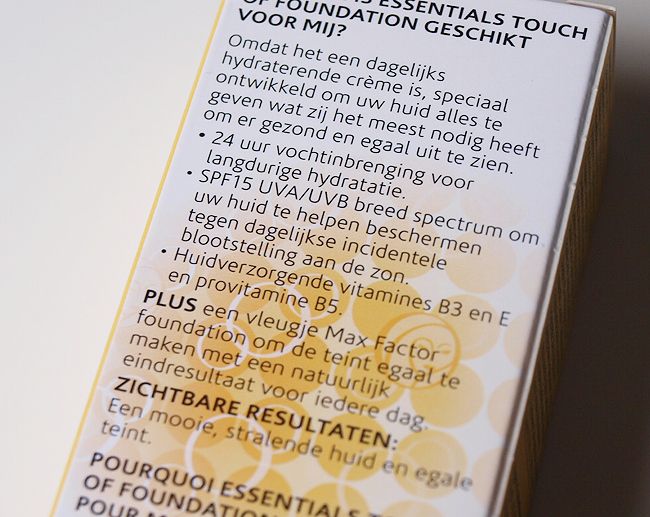 ESSENTIALS TOUCH
OF FOUNDATION GESCHIKT
VOOR MIJ?
Omdat het een dagelijks
hydraterende crème is, speciaal
ontwikkeld om uw huid alles te
geven wat zij het meest nodig heeft
om er gezond en egaal uit te zien.
• 24 uur vochtinbrenging voor
langdurige hydratatie.
• SPF15 UVA/UVB breed spectrum om
uw huid te helpen beschermen
tegen dagelijkse incidentele
blootstelling aan de zon.
• Huidverzorgende vitamines B3 en E
en provitamine B5.
PLUS een vleugje Max Factor
foundation om de teint egaal te
maken met een natuurlijk
eindresultaat voor iedere dag.
ZICHTBARE RESULTATEN:
Een mooie, stralende huid en egale
teint.
POURQUOI ESSENTIALS
OF FOUNDATION
POUR